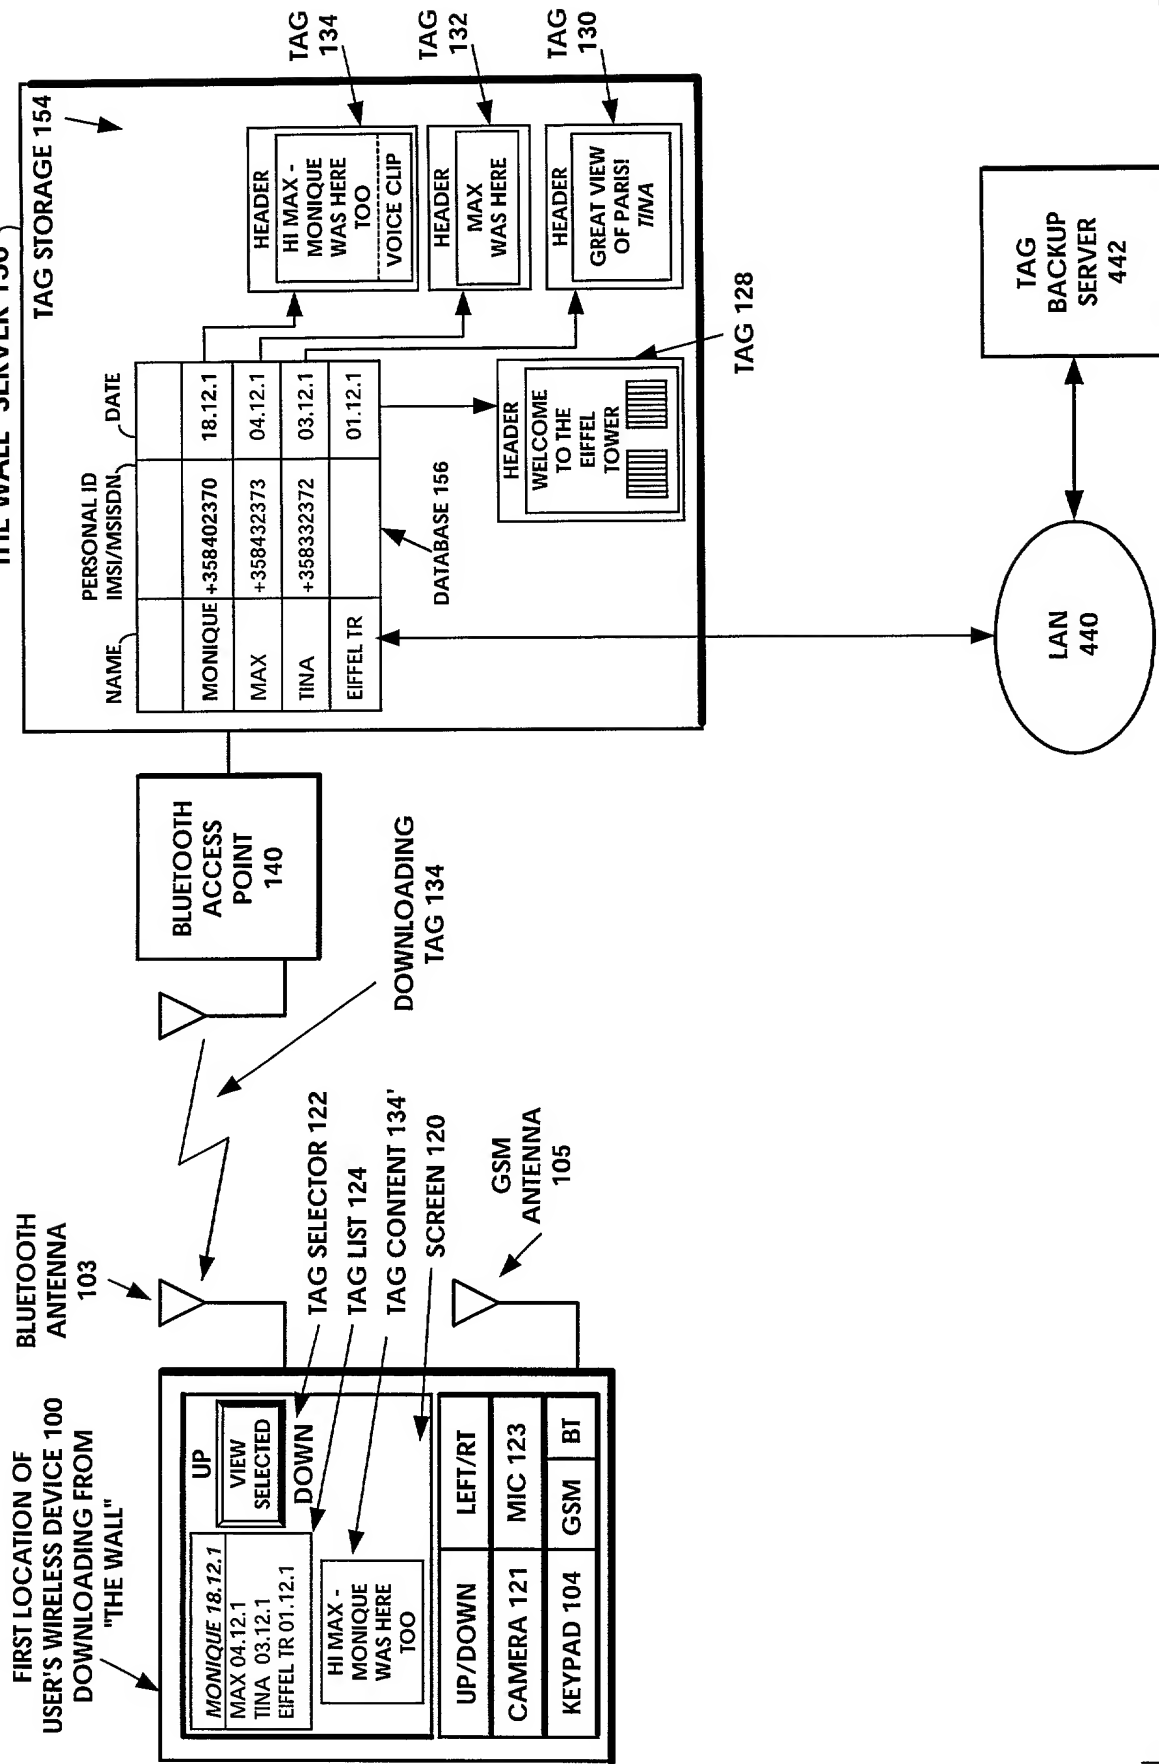 FIRST LOCATION OF
USER'S WIRELESS DEVICE 100
DOWNLOADING FROM
"THE WALL"
BLUETOOTH
ANTENNA
103
MONIQUE 18.12.1
MAX 04.12.1
TINA 03.12.1
EIFFEL TR 01.12.1
UP
VIEW
SELECTED
DOWN
HI MAX -
MONIQUE
WAS HERE
TOO
UP/DOWN
LEFT/RT
CAMERA 121
MIC 123
KEYPAD 104
GSM
BT
TAG SELECTOR 122
TAG LIST 124
TAG CONTENT 134'
SCREEN 120
GSM
ANTENNA
105
DOWNLOADING
TAG 134
BLUETOOTH
ACCESS
POINT
140
TAG STORAGE 154
NAME
PERSONAL ID
IMSI/MSISDN
DATE
MONIQUE +358402370 18.12.1
MAX +358432373 04.12.1
TINA +358332372 03.12.1
EIFFEL TR 01.12.1
DATABASE 156
HEADER
HI MAX -
MONIQUE
WAS HERE
TOO
VOICE CLIP
TAG
134
HEADER
MAX
WAS HERE
TAG
132
HEADER
GREAT VIEW
OF PARIS!
TINA
TAG
130
HEADER
WELCOME
TO THE
EIFFEL
TOWER
TAG 128
LAN
440
TAG
BACKUP
SERVER
442